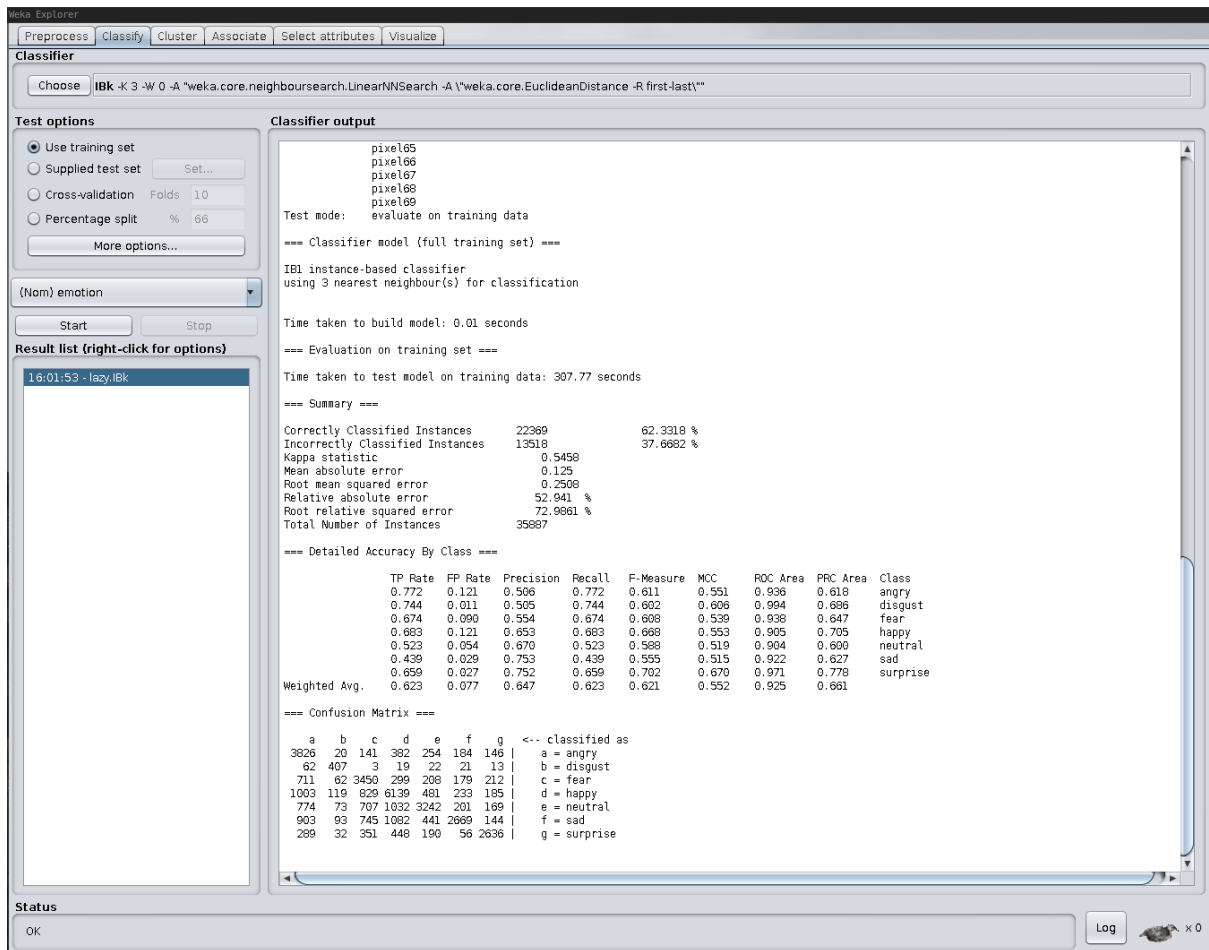 Weka Explorer
Preprocess Classify Cluster Associate Select attributes Visualize
Classifier
Choose IBk -K 3 -W 0 -A "weka.core.neighboursearch.LinearNNSearch -A \"weka.core.EuclideanDistance -R first-last\""
Test options
Use training set
Supplied test set Set...
Cross-validation Folds 10
Percentage split % 66
More options...
(Nom) emotion
Start Stop
Result list (right-click for options)
16:01:53 - lazy.IBk
Classifier output
pixel65
pixel66
pixel67
pixel68
pixel69
Test mode: evaluate on training data
=== Classifier model (full training set) ===
IB1 instance-based classifier
using 3 nearest neighbour(s) for classification
Time taken to build model: 0.01 seconds
=== Evaluation on training set ===
Time taken to test model on training data: 307.77 seconds
=== Summary ===
Correctly Classified Instances 22369 62.3318 %
Incorrectly Classified Instances 13518 37.6682 %
Kappa statistic 0.5458
Mean absolute error 0.125
Root mean squared error 0.2508
Relative absolute error 52.941 %
Root relative squared error 72.9861 %
Total Number of Instances 35887
=== Detailed Accuracy By Class ===
TP Rate FP Rate Precision Recall F-Measure MCC ROC Area PRC Area Class
0.772 0.121 0.506 0.772 0.611 0.551 0.936 0.618 angry
0.744 0.011 0.505 0.744 0.602 0.606 0.994 0.686 disgust
0.674 0.090 0.554 0.674 0.608 0.539 0.938 0.647 fear
0.683 0.121 0.653 0.683 0.668 0.553 0.905 0.705 happy
0.523 0.054 0.670 0.523 0.588 0.519 0.904 0.600 neutral
0.439 0.029 0.753 0.439 0.555 0.515 0.922 0.627 sad
0.659 0.027 0.752 0.659 0.702 0.670 0.971 0.778 surprise
Weighted Avg. 0.623 0.077 0.647 0.623 0.621 0.552 0.925 0.661
=== Confusion Matrix ===
a b c d e f g <-- classified as
3826 20 141 382 254 184 146 | a = angry
62 407 3 19 22 21 13 | b = disgust
711 62 3450 299 208 179 212 | c = fear
1003 119 829 6139 481 233 185 | d = happy
774 73 707 1032 3242 201 169 | e = neutral
903 93 745 1082 441 2669 144 | f = sad
289 32 351 448 190 56 2636 | g = surprise
Status
OK
Log x 0